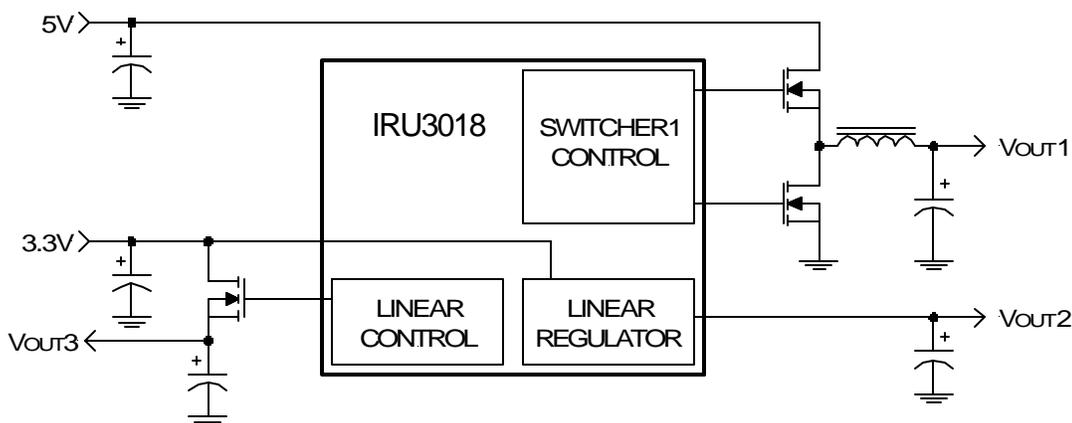 5V
+
IRU3018
SWITCHER1
CONTROL
VOUT1
+
3.3V
+
LINEAR
CONTROL
LINEAR
REGULATOR
VOUT2
+
VOUT3
+